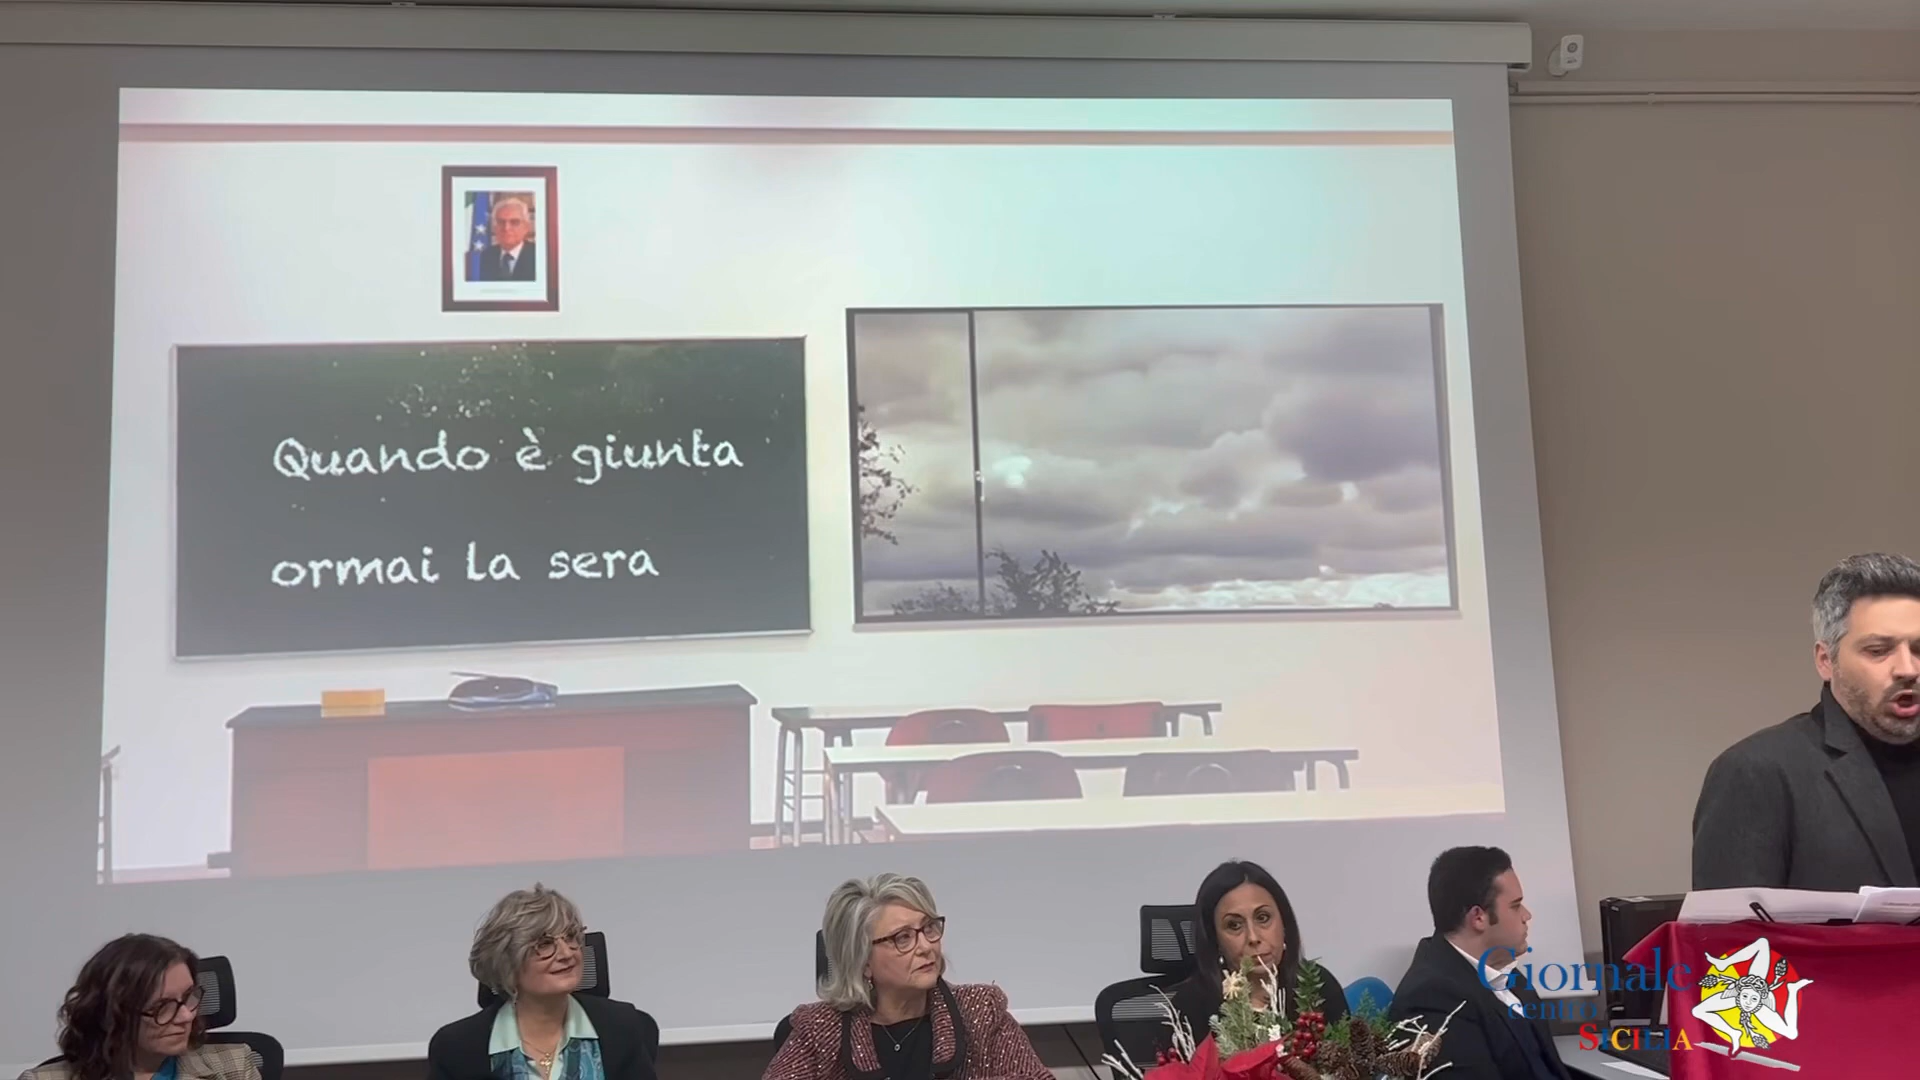 Quando è giunta
ormai la sera
Giornale
centro
SICILIA